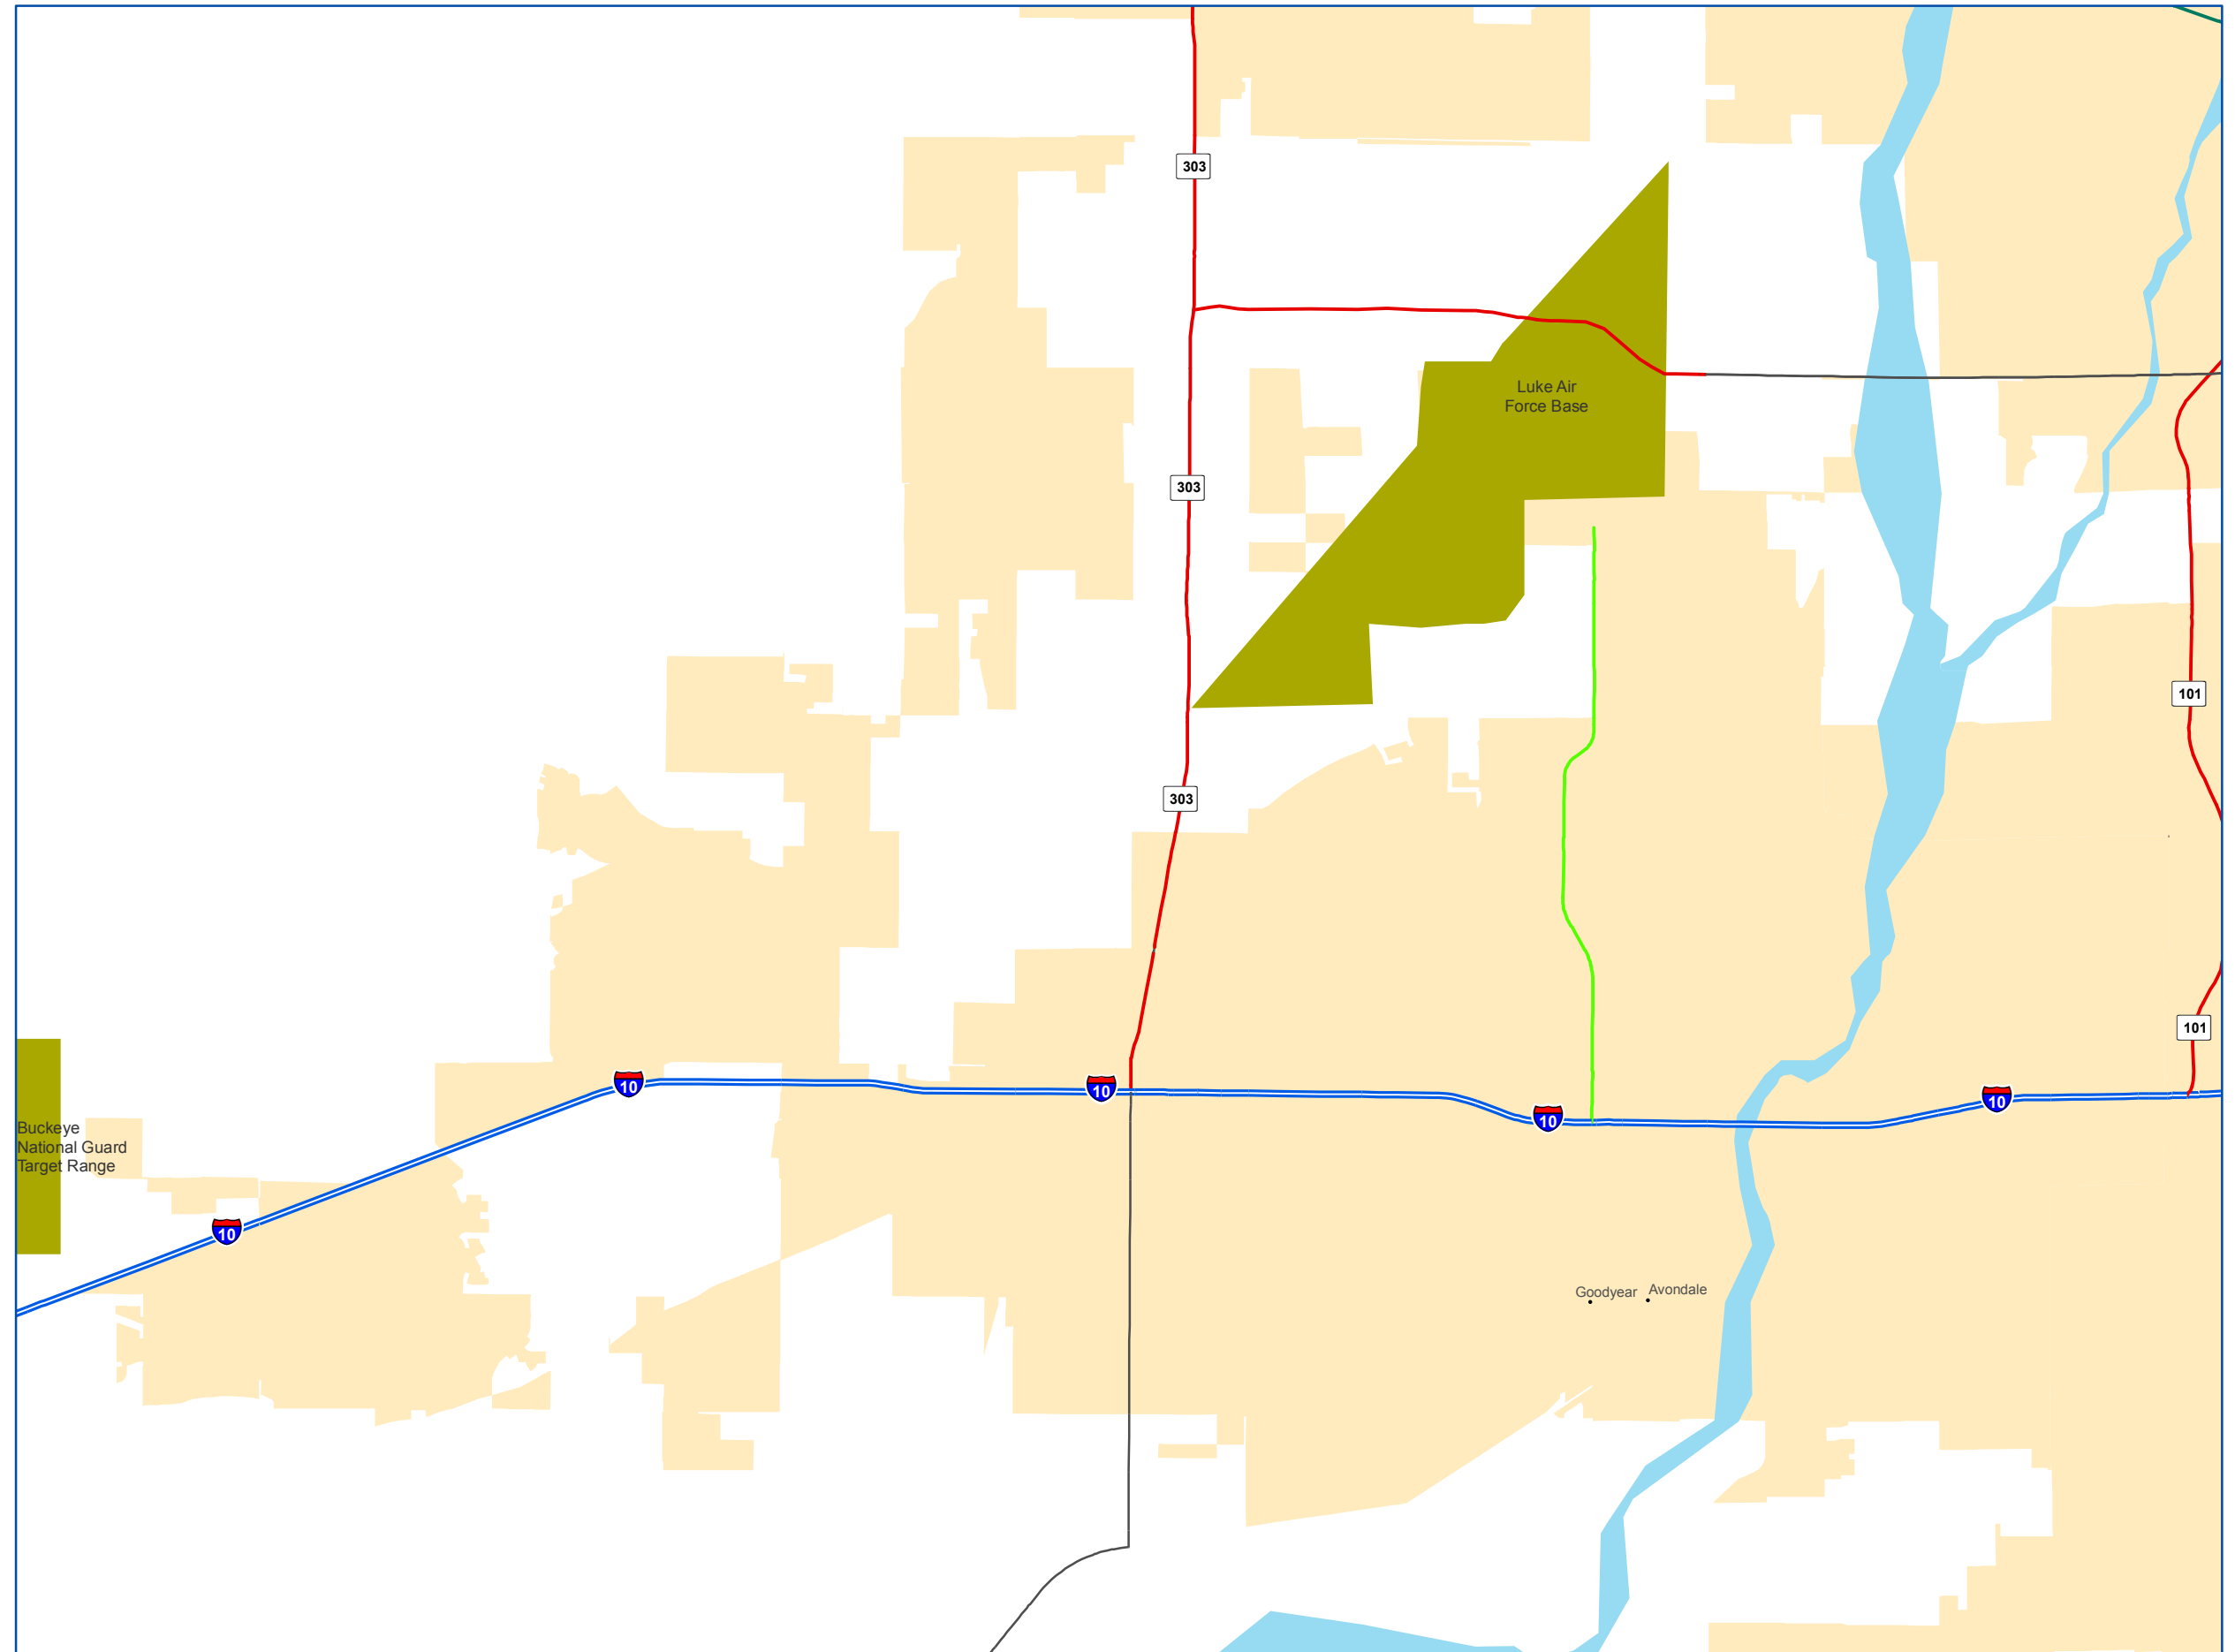 303
Luke Air
Force Base
303
101
303
101
10
10
10
10
Buckeye
National Guard
Target Range
10
Goodyear
Avondale